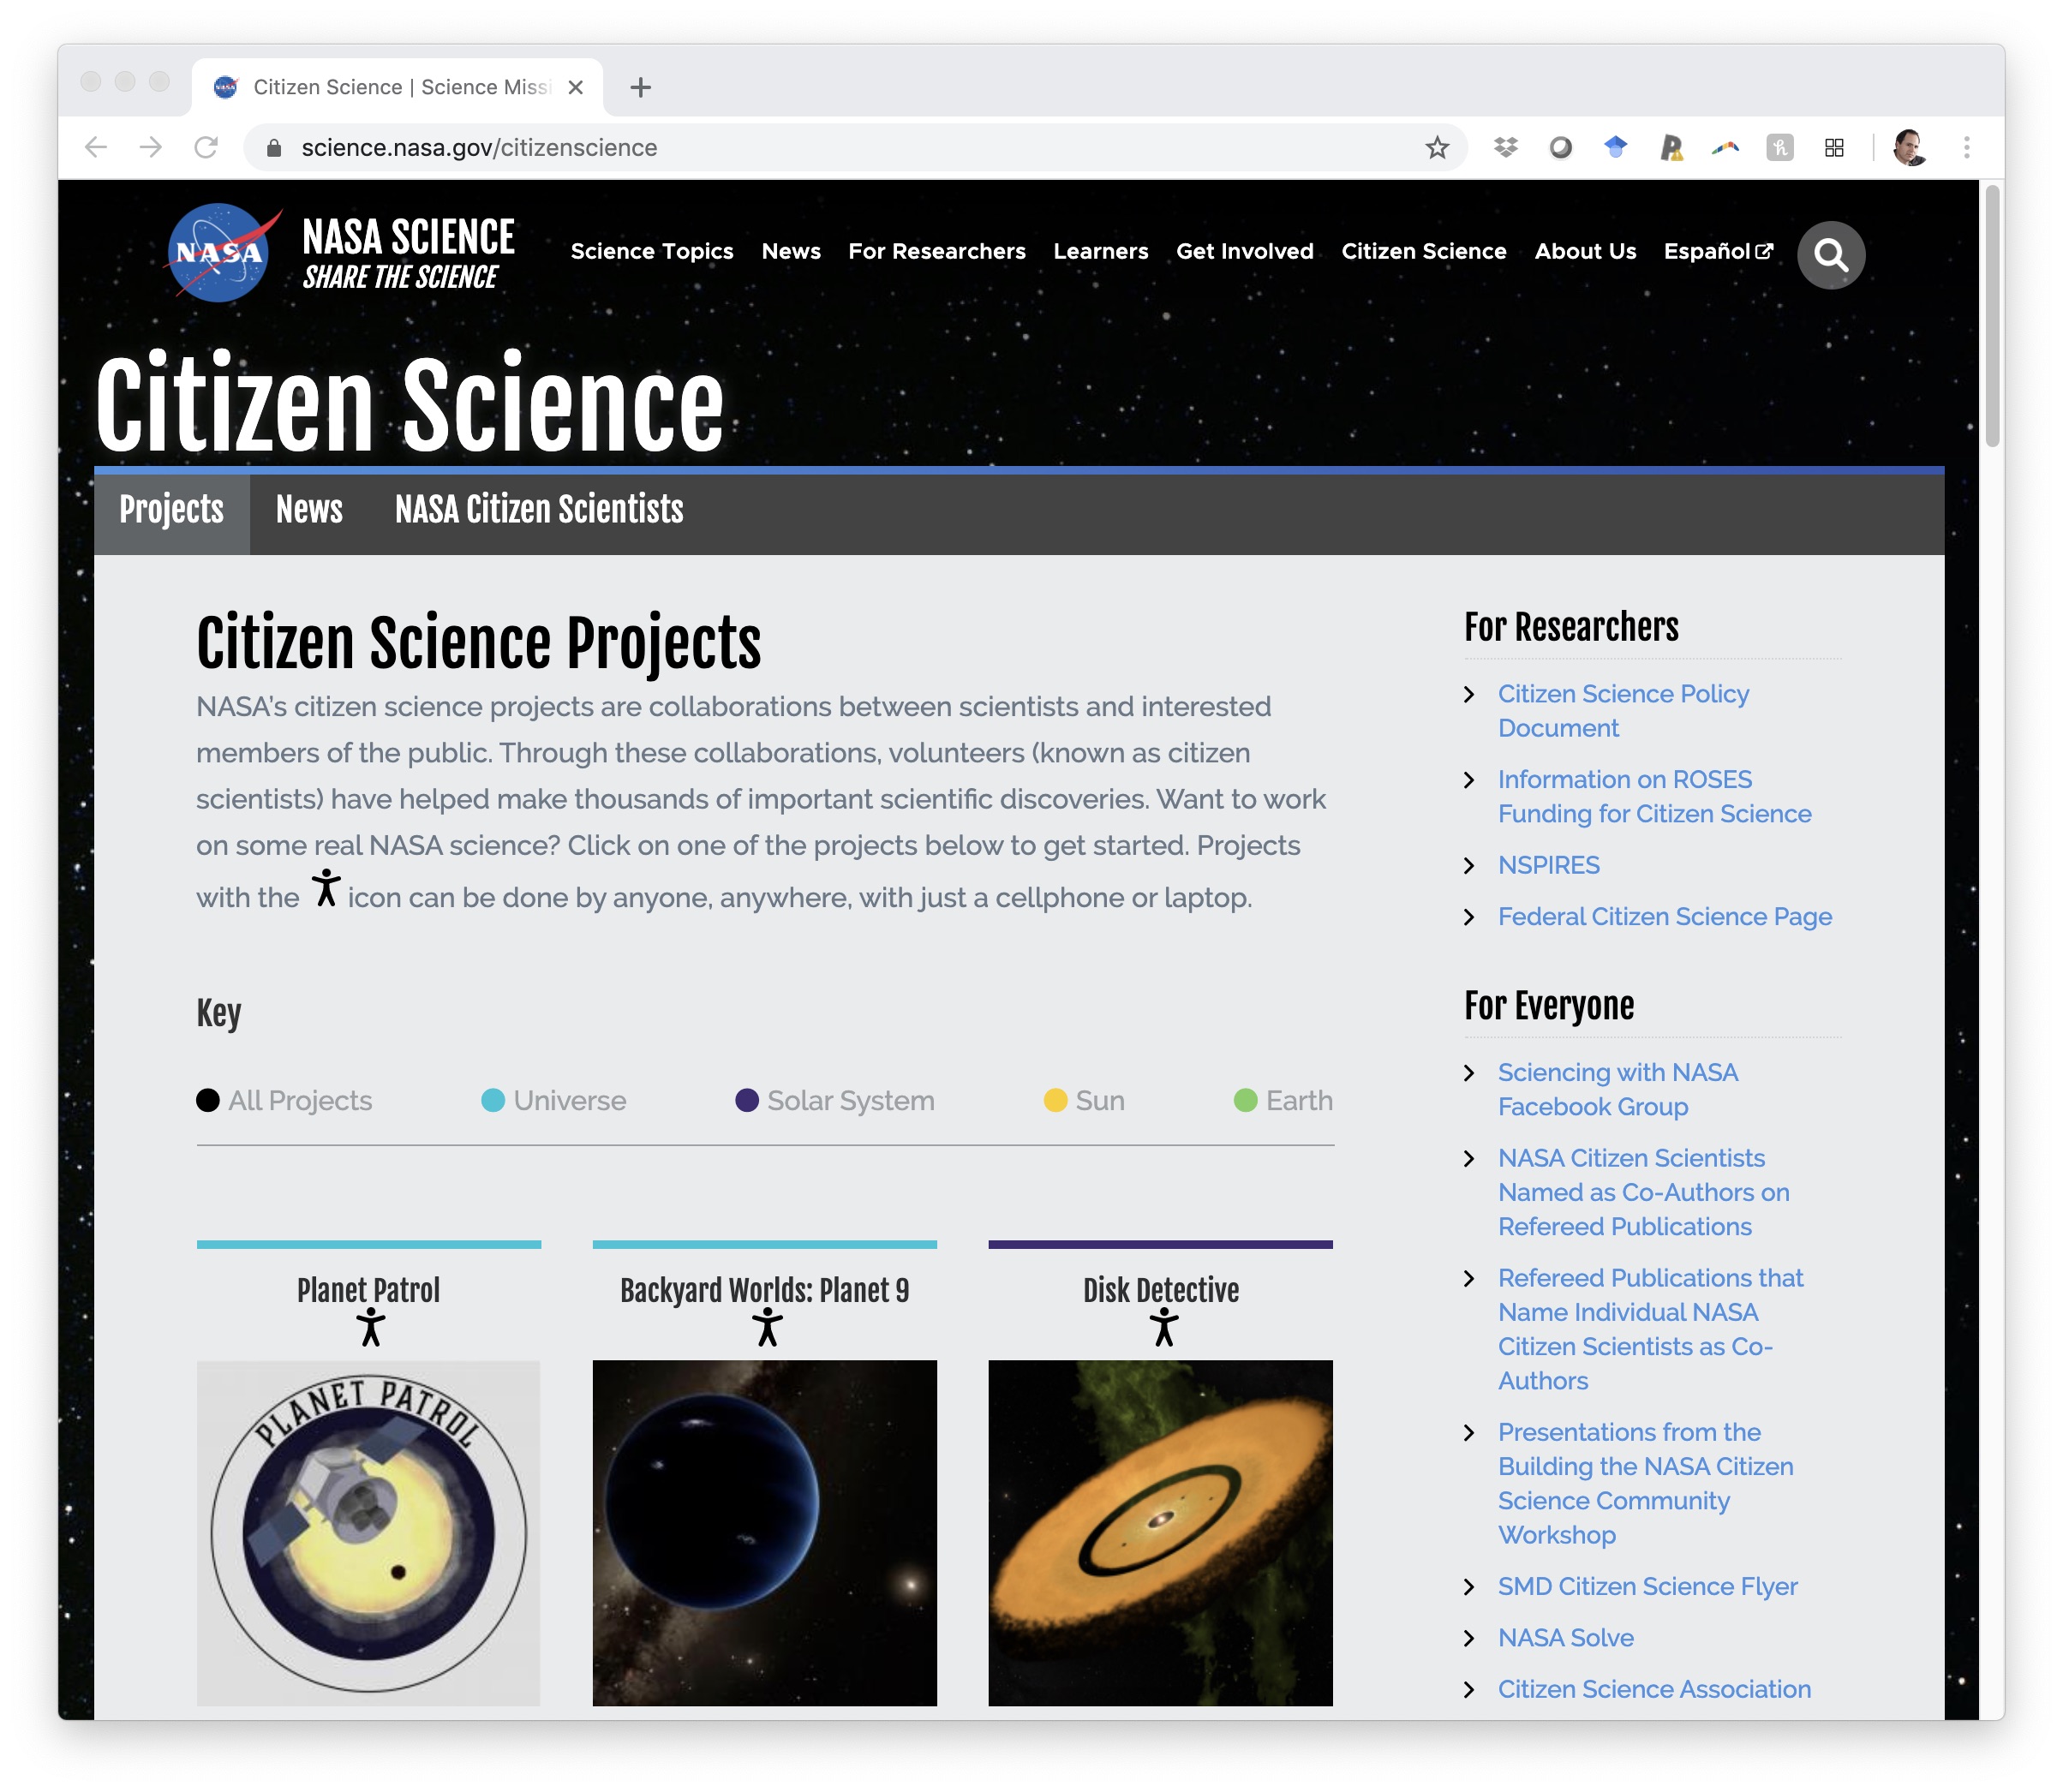 Citizen Science | Science Missi
science.nasa.gov/citizenscience
NASA
NASA SCIENCE
SHARE THE SCIENCE
Science Topics News For Researchers Learners Get Involved Citizen Science About Us Español
Citizen Science
Projects News NASA Citizen Scientists
Citizen Science Projects
NASA's citizen science projects are collaborations between scientists and interested
members of the public. Through these collaborations, volunteers (known as citizen
scientists) have helped make thousands of important scientific discoveries. Want to work
on some real NASA science? Click on one of the projects below to get started. Projects
with the icon can be done by anyone, anywhere, with just a cellphone or laptop.
Key
All Projects Universe Solar System Sun Earth
Planet Patrol
Backyard Worlds: Planet 9
Disk Detective
PLANET PATROL
For Researchers
Citizen Science Policy
Document
Information on ROSES
Funding for Citizen Science
NSPIRES
Federal Citizen Science Page
For Everyone
Sciencing with NASA
Facebook Group
NASA Citizen Scientists
Named as Co-Authors on
Refereed Publications
Refereed Publications that
Name Individual NASA
Citizen Scientists as Co-
Authors
Presentations from the
Building the NASA Citizen
Science Community
Workshop
SMD Citizen Science Flyer
NASA Solve
Citizen Science Association